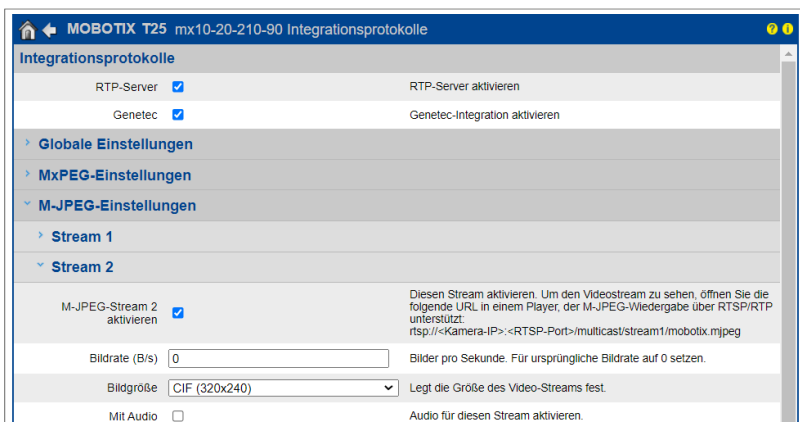 MOBOTIX T25 mx10-20-210-90 Integrationsprotokolle ? i
Integrationsprotokolle
RTP-Server RTP-Server aktivieren
Genetec Genetec-Integration aktivieren
Globale Einstellungen
MxPEG-Einstellungen
M-JPEG-Einstellungen
Stream 1
Stream 2
M-JPEG-Stream 2
aktivieren
Diesen Stream aktivieren. Um den Videostream zu sehen, öffnen Sie die
folgende URL in einem Player, der M-JPEG-Wiedergabe über RTSP/RTP
unterstützt:
rtsp://<Kamera-IP>:<RTSP-Port>/multicast/stream1/mobotix.mjpeg
Bildrate (B/s) 0 Bilder pro Sekunde. Für ursprüngliche Bildrate auf 0 setzen.
Bildgröße CIF (320x240) Legt die Größe des Video-Streams fest.
Mit Audio Audio für diesen Stream aktivieren.